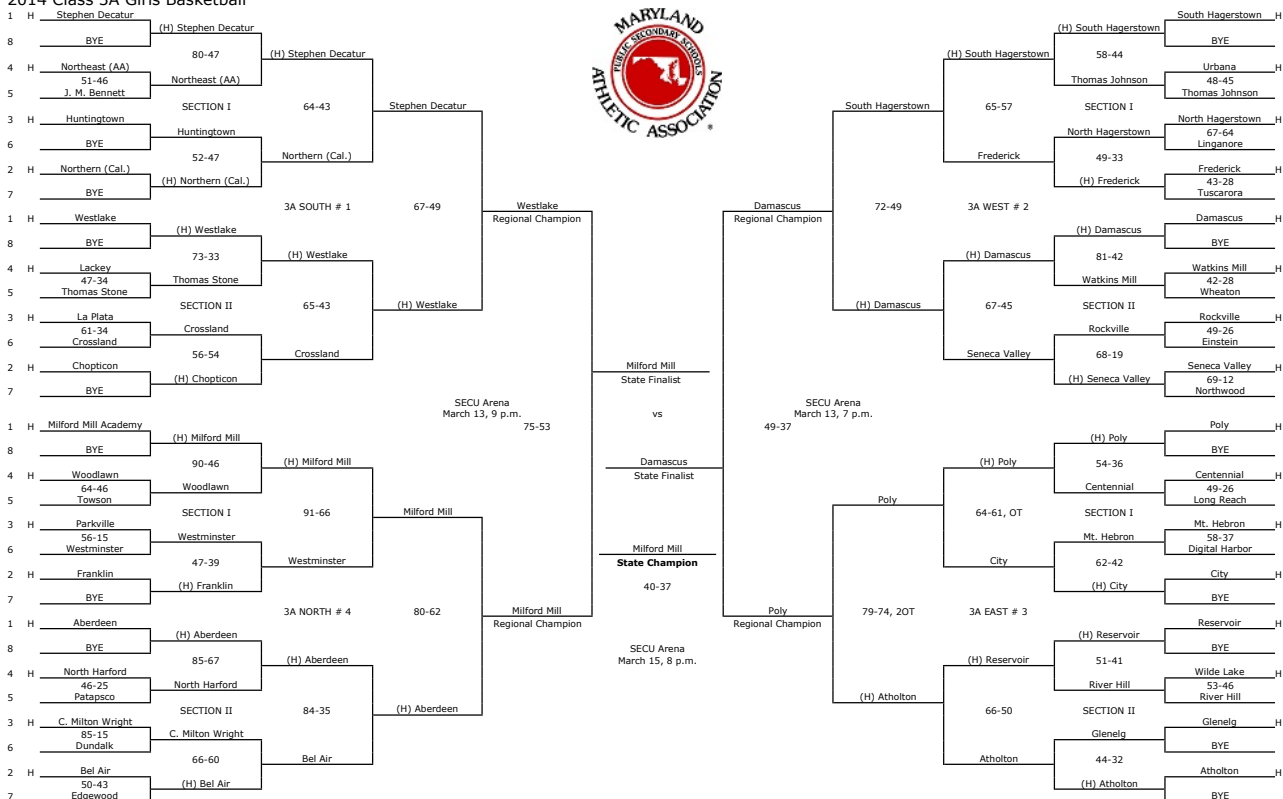 2014 Class 3A Girls Basketball
MARYLAND
PUBLIC SECONDARY SCHOOLS
ATHLETIC ASSOCIATION
®
1 H Stephen Decatur
(H) Stephen Decatur
8 BYE
80-47
(H) Stephen Decatur
4 H Northeast (AA)
51-46
Northeast (AA)
5 J. M. Bennett
SECTION I
64-43
Stephen Decatur
3 H Huntingtown
Huntingtown
6 BYE
52-47
Northern (Cal.)
2 H Northern (Cal.)
(H) Northern (Cal.)
7 BYE
3A SOUTH # 1
67-49
Westlake
Regional Champion
1 H Westlake
(H) Westlake
8 BYE
73-33
(H) Westlake
4 H Lackey
47-34
Thomas Stone
5 Thomas Stone
SECTION II
65-43
(H) Westlake
3 H La Plata
61-34
Crossland
6 Crossland
56-54
Crossland
2 H Chopticon
(H) Chopticon
7 BYE
SECU Arena
March 13, 9 p.m.
75-53
1 H Milford Mill Academy
(H) Milford Mill
8 BYE
90-46
(H) Milford Mill
4 H Woodlawn
64-46
Woodlawn
5 Towson
SECTION I
91-66
Milford Mill
3 H Parkville
56-15
Westminster
6 Westminster
47-39
Westminster
2 H Franklin
(H) Franklin
7 BYE
3A NORTH # 4
80-62
Milford Mill
Regional Champion
1 H Aberdeen
(H) Aberdeen
8 BYE
85-67
(H) Aberdeen
4 H North Harford
46-25
North Harford
5 Patapsco
SECTION II
84-35
(H) Aberdeen
3 H C. Milton Wright
85-15
C. Milton Wright
6 Dundalk
66-60
Bel Air
2 H Bel Air
50-43
(H) Bel Air
7 Edgewood
Milford Mill
State Finalist
vs
Damascus
State Finalist
Milford Mill
State Champion
40-37
SECU Arena
March 15, 8 p.m.
South Hagerstown H
(H) South Hagerstown
BYE
58-44
(H) South Hagerstown
Urbana H
48-45
Thomas Johnson
Thomas Johnson
SECTION I
65-57
South Hagerstown
North Hagerstown H
67-64
North Hagerstown
Linganore
49-33
Frederick
Frederick H
43-28
(H) Frederick
Tuscarora
3A WEST # 2
72-49
Damascus
Regional Champion
Damascus H
(H) Damascus
BYE
81-42
(H) Damascus
Watkins Mill H
42-28
Watkins Mill
Wheaton
SECTION II
67-45
(H) Damascus
Rockville H
49-26
Rockville
Einstein
68-19
Seneca Valley
Seneca Valley H
69-12
(H) Seneca Valley
Northwood
SECU Arena
March 13, 7 p.m.
49-37
Poly H
(H) Poly
BYE
54-36
(H) Poly
Centennial H
49-26
Centennial
Long Reach
SECTION I
64-61, OT
Poly
Mt. Hebron H
58-37
Mt. Hebron
Digital Harbor
62-42
City
City H
(H) City
BYE
3A EAST # 3
79-74, 2OT
Poly
Regional Champion
Reservoir H
(H) Reservoir
BYE
51-41
(H) Reservoir
Wilde Lake H
53-46
River Hill
River Hill
SECTION II
66-50
(H) Atholton
Glenelg H
Glenelg
BYE
44-32
Atholton
Atholton H
(H) Atholton
BYE